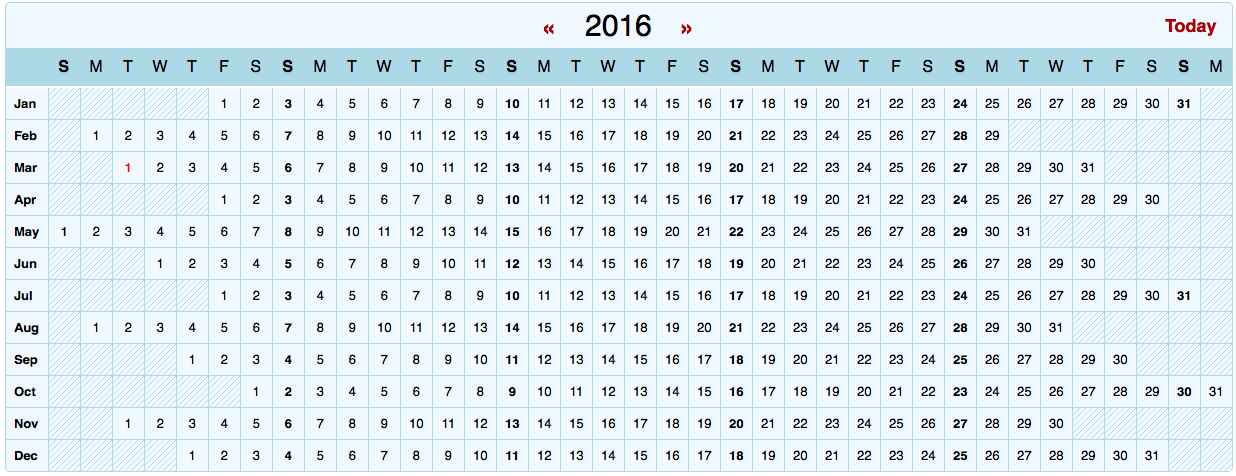 « 2016 » Today
S M T W T F S S M T W T F S S M T W T F S S M T W T F S S M T W T F S S M
Jan 1 2 3 4 5 6 7 8 9 10 11 12 13 14 15 16 17 18 19 20 21 22 23 24 25 26 27 28 29 30 31
Feb 1 2 3 4 5 6 7 8 9 10 11 12 13 14 15 16 17 18 19 20 21 22 23 24 25 26 27 28 29
Mar 1 2 3 4 5 6 7 8 9 10 11 12 13 14 15 16 17 18 19 20 21 22 23 24 25 26 27 28 29 30 31
Apr 1 2 3 4 5 6 7 8 9 10 11 12 13 14 15 16 17 18 19 20 21 22 23 24 25 26 27 28 29 30
May 1 2 3 4 5 6 7 8 9 10 11 12 13 14 15 16 17 18 19 20 21 22 23 24 25 26 27 28 29 30 31
Jun 1 2 3 4 5 6 7 8 9 10 11 12 13 14 15 16 17 18 19 20 21 22 23 24 25 26 27 28 29 30
Jul 1 2 3 4 5 6 7 8 9 10 11 12 13 14 15 16 17 18 19 20 21 22 23 24 25 26 27 28 29 30 31
Aug 1 2 3 4 5 6 7 8 9 10 11 12 13 14 15 16 17 18 19 20 21 22 23 24 25 26 27 28 29 30 31
Sep 1 2 3 4 5 6 7 8 9 10 11 12 13 14 15 16 17 18 19 20 21 22 23 24 25 26 27 28 29 30
Oct 1 2 3 4 5 6 7 8 9 10 11 12 13 14 15 16 17 18 19 20 21 22 23 24 25 26 27 28 29 30 31
Nov 1 2 3 4 5 6 7 8 9 10 11 12 13 14 15 16 17 18 19 20 21 22 23 24 25 26 27 28 29 30
Dec 1 2 3 4 5 6 7 8 9 10 11 12 13 14 15 16 17 18 19 20 21 22 23 24 25 26 27 28 29 30 31